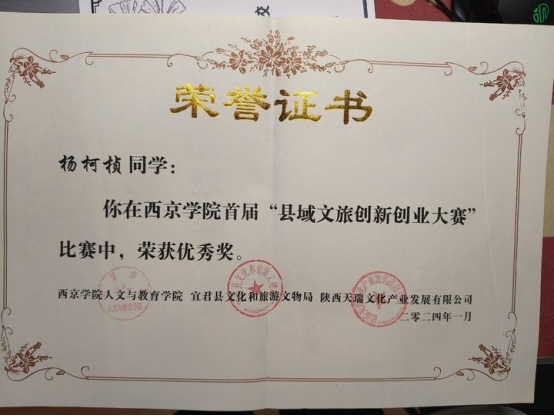 荣誉证书
杨柯桢同学：
你在西京学院首届“县域文旅创新创业大赛”
比赛中，荣获优秀奖。
西京学院人文与教育学院 宜君县文化和旅游文物局 陕西天瑞文化产业发展有限公司
二零二四年一月